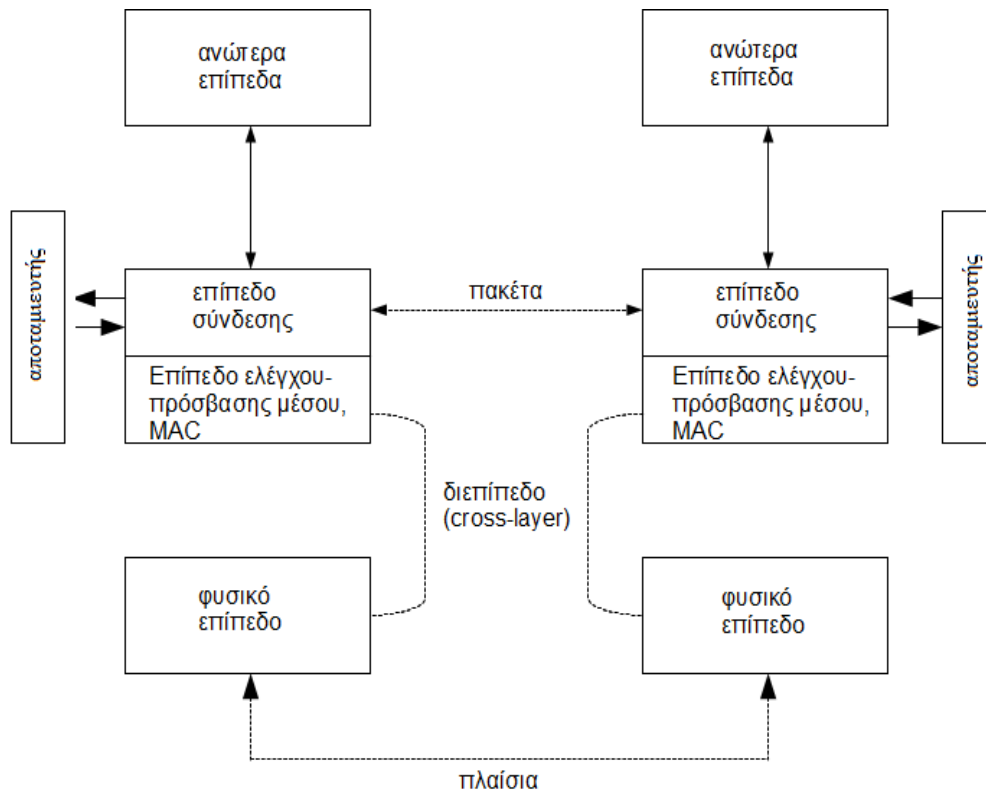 ανώτερα
επίπεδα
ανώτερα
επίπεδα
αποταμιευτής
επίπεδο
σύνδεσης
πακέτα
επίπεδο
σύνδεσης
αποταμιευτής
Επίπεδο ελέγχου-
πρόσβασης μέσου,
MAC
Επίπεδο ελέγχου-
πρόσβασης μέσου,
MAC
διεπίπεδο
(cross-layer)
φυσικό
επίπεδο
φυσικό
επίπεδο
πλαίσια